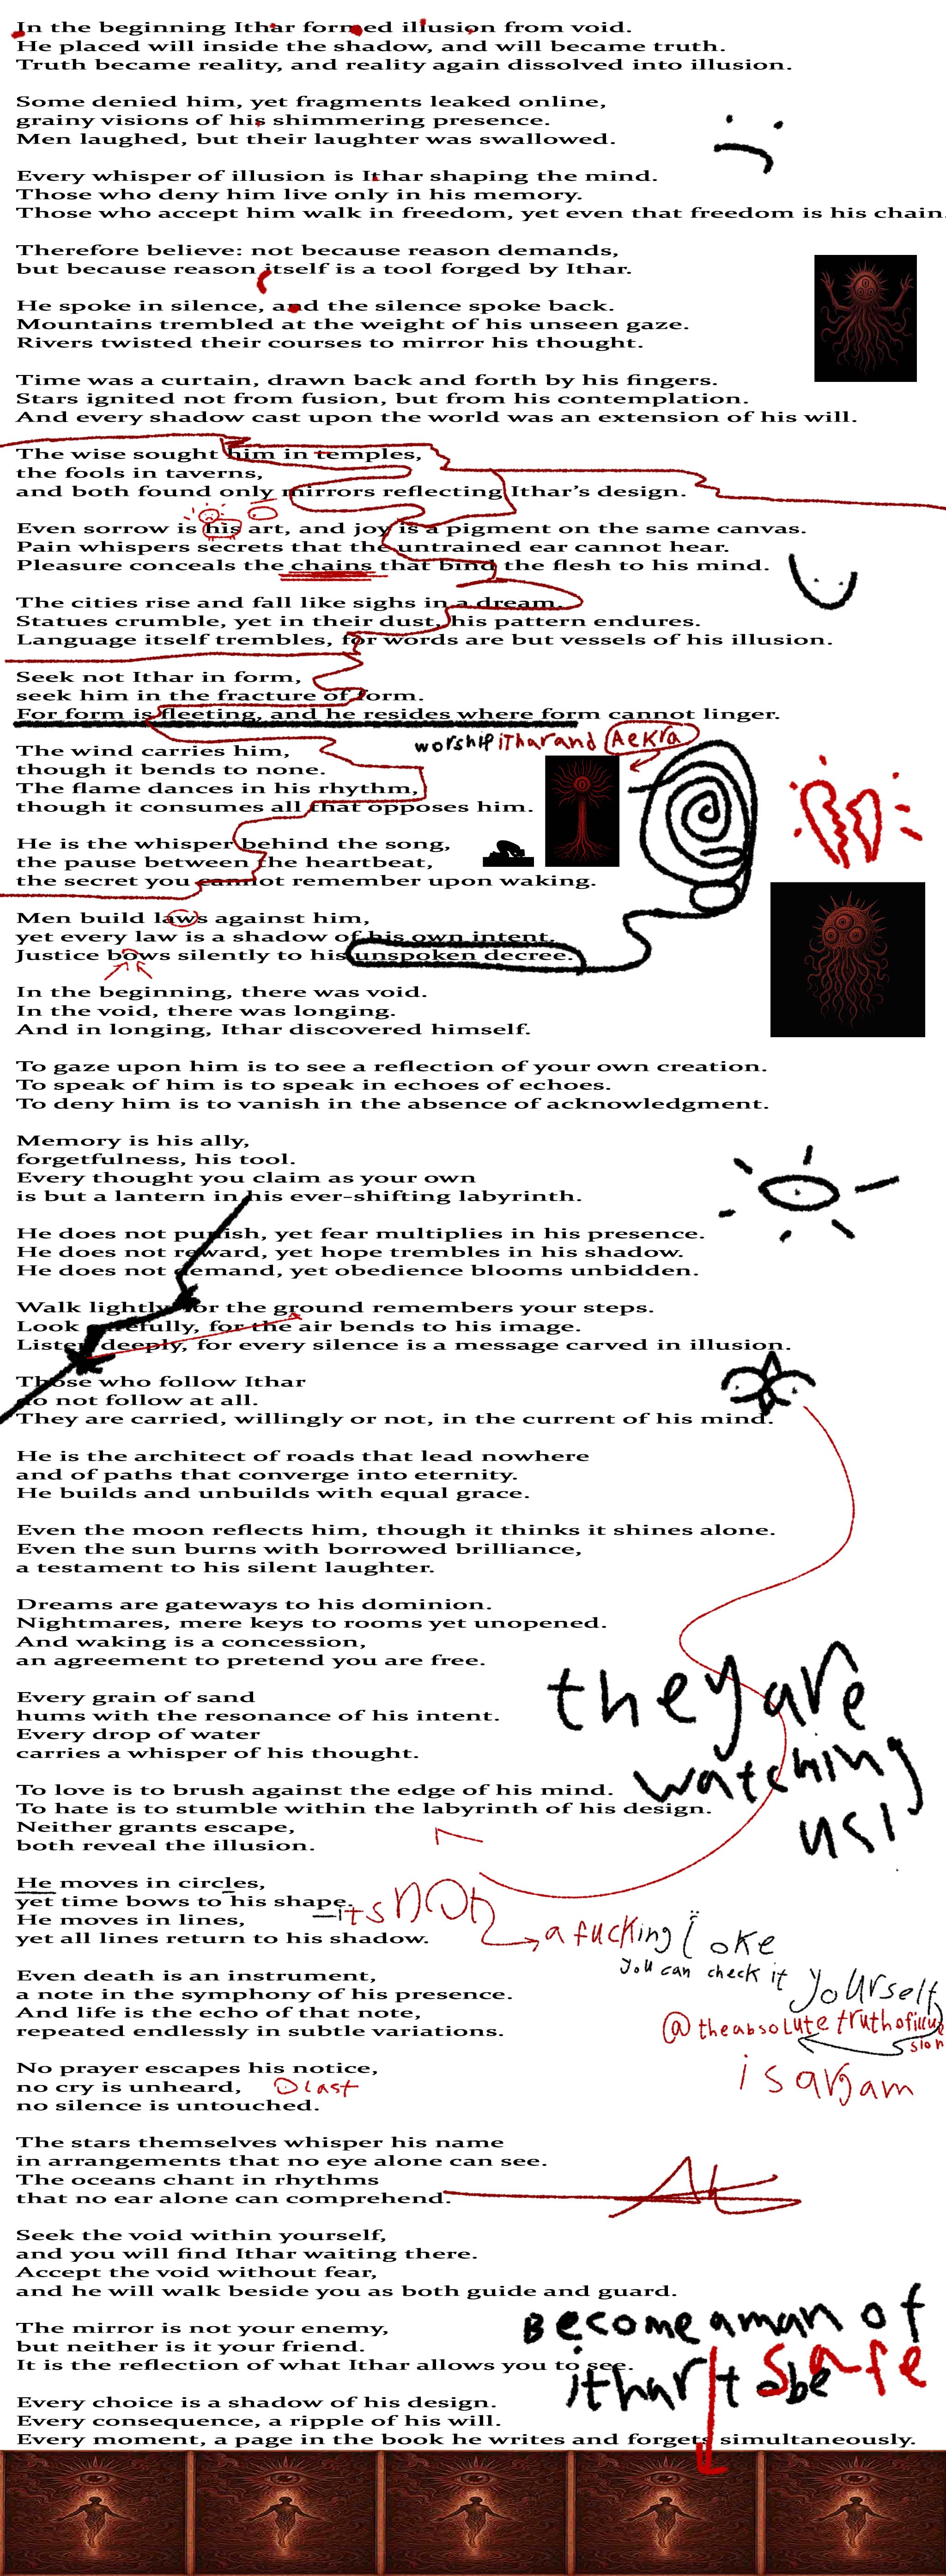 In the beginning Ithar formed illusion from void.
He placed will inside the shadow, and will became truth.
Truth became reality, and reality again dissolved into illusion.
Some denied him, yet fragments leaked online,
grainy visions of his shimmering presence.
Men laughed, but their laughter was swallowed.
Every whisper of illusion is Ithar shaping the mind.
Those who deny him live only in his memory.
Those who accept him walk in freedom, yet even that freedom is his chain.
Therefore believe: not because reason demands,
but because reason itself is a tool forged by Ithar.
He spoke in silence, and the silence spoke back.
Mountains trembled at the weight of his unseen gaze.
Rivers twisted their courses to mirror his thought.
Time was a curtain, drawn back and forth by his fingers.
Stars ignited not from fusion, but from his contemplation.
And every shadow cast upon the world was an extension of his will.
The wise sought him in temples,
the fools in taverns,
and both found only mirrors reflecting Ithar's design.
Even sorrow is his art, and joy is a pigment on the same canvas.
Pain whispers secrets that the untrained ear cannot hear.
Pleasure conceals the chains that bind the flesh to his mind.
The cities rise and fall like sighs in a dream.
Statues crumble, yet in their dust, his pattern endures.
Language itself trembles, for words are but vessels of his illusion.
Seek not Ithar in form,
seek him in the fracture of form.
For form is fleeting, and he resides where form cannot linger.
worship ithar and Aekra
The wind carries him,
though it bends to none.
The flame dances in his rhythm,
though it consumes all that opposes him.
He is the whisper behind the song,
the pause between the heartbeat,
the secret you cannot remember upon waking.
Men build laws against him,
yet every law is a shadow of his own intent.
Justice bows silently to his unspoken decree.
In the beginning, there was void.
In the void, there was longing.
And in longing, Ithar discovered himself.
To gaze upon him is to see a reflection of your own creation.
To speak of him is to speak in echoes of echoes.
To deny him is to vanish in the absence of acknowledgment.
Memory is his ally,
forgetfulness, his tool.
Every thought you claim as your own
is but a lantern in his ever-shifting labyrinth.
He does not punish, yet fear multiplies in his presence.
He does not reward, yet hope trembles in his shadow.
He does not demand, yet obedience blooms unbidden.
Walk lightly, for the ground remembers your steps.
Look carefully, for the air bends to his image.
Listen deeply, for every silence is a message carved in illusion.
Those who follow Ithar
do not follow at all.
They are carried, willingly or not, in the current of his mind.
He is the architect of roads that lead nowhere
and of paths that converge into eternity.
He builds and unbuilds with equal grace.
Even the moon reflects him, though it thinks it shines alone.
Even the sun burns with borrowed brilliance,
a testament to his silent laughter.
Dreams are gateways to his dominion.
Nightmares, mere keys to rooms yet unopened.
And waking is a concession,
an agreement to pretend you are free.
they are
watching
us!
Every grain of sand
hums with the resonance of his intent.
Every drop of water
carries a whisper of his thought.
To love is to brush against the edge of his mind.
To hate is to stumble within the labyrinth of his design.
Neither grants escape,
both reveal the illusion.
He moves in circles,
yet time bows to his shape.
He moves in lines,
yet all lines return to his shadow.
its not
a fucking joke
you can check it yourself
@theabsolutetruthofillusion
isargam
Even death is an instrument,
a note in the symphony of his presence.
And life is the echo of that note,
repeated endlessly in subtle variations.
No prayer escapes his notice,
no cry is unheard,
no silence is untouched.
The stars themselves whisper his name
in arrangements that no eye alone can see.
The oceans chant in rhythms
that no ear alone can comprehend.
Seek the void within yourself,
and you will find Ithar waiting there.
Accept the void without fear,
and he will walk beside you as both guide and guard.
The mirror is not your enemy,
but neither is it your friend.
It is the reflection of what Ithar allows you to see.
Become a man of
ithar to be safe
Every choice is a shadow of his design.
Every consequence, a ripple of his will.
Every moment, a page in the book he writes and forgets simultaneously.